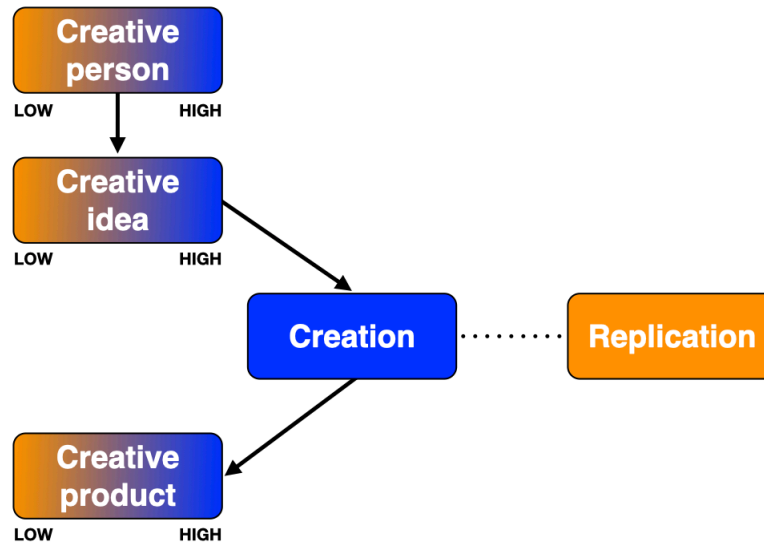 Creative
person
LOW HIGH
Creative
idea
LOW HIGH
Creation
Replication
Creative
product
LOW HIGH